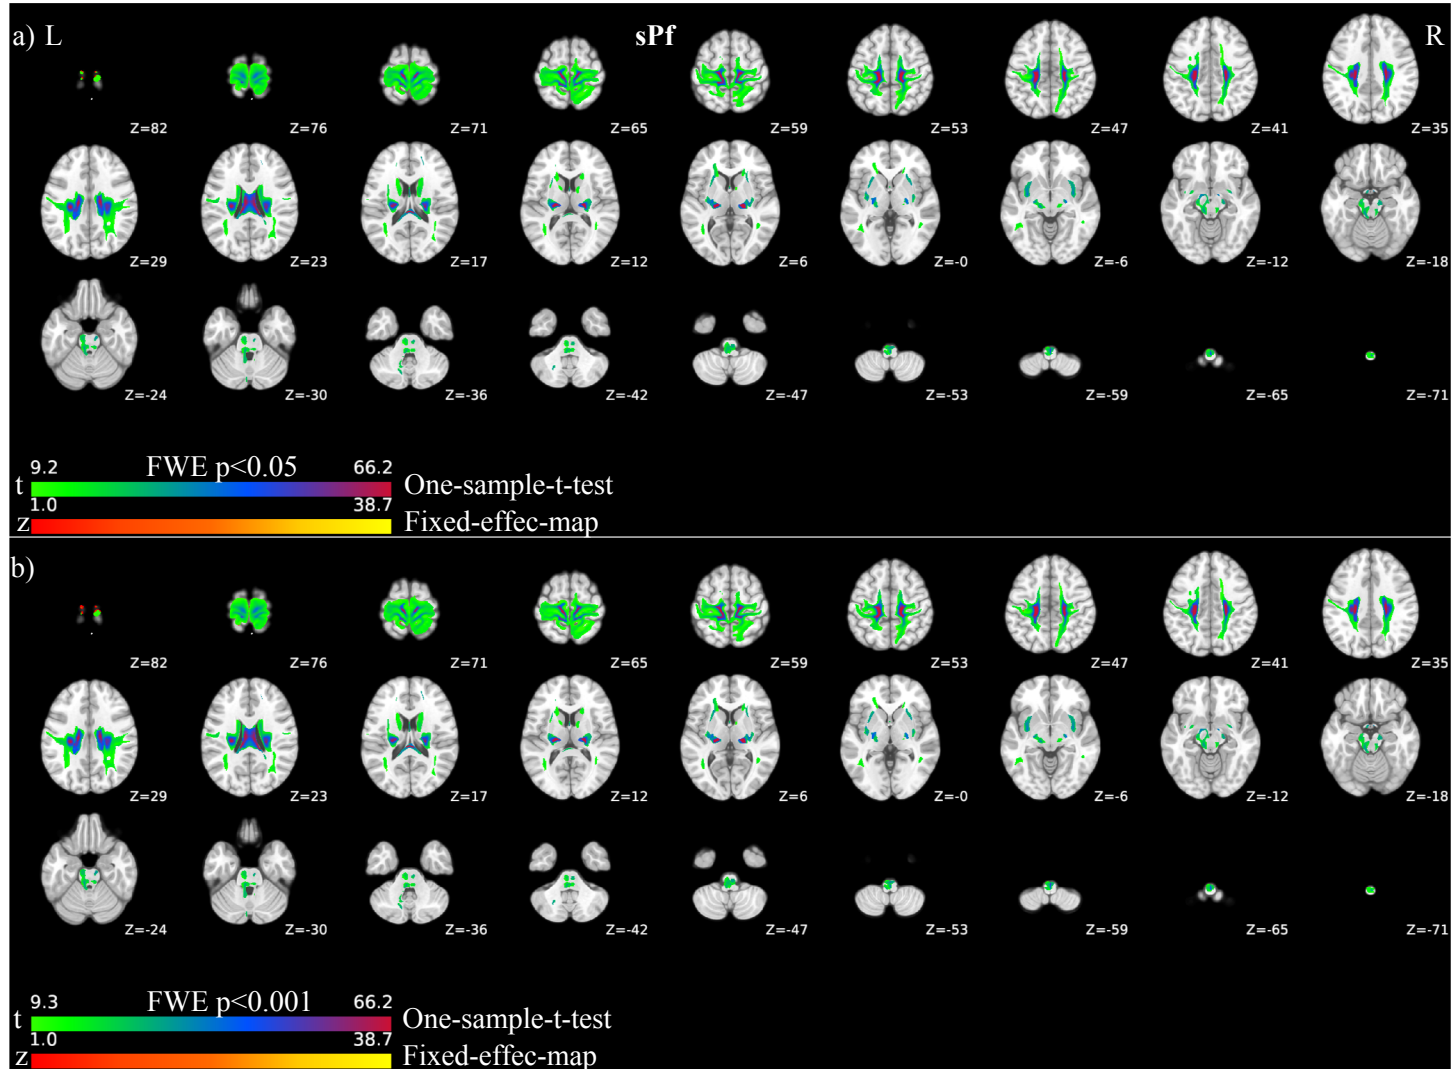 a) L sPf R
Z=82 Z=76 Z=71 Z=65 Z=59 Z=53 Z=47 Z=41 Z=35
Z=29 Z=23 Z=17 Z=12 Z=6 Z=-0 Z=-6 Z=-12 Z=-18
Z=-24 Z=-30 Z=-36 Z=-42 Z=-47 Z=-53 Z=-59 Z=-65 Z=-71
9.2 FWE p<0.05 66.2
t One-sample-t-test
1.0 38.7
z Fixed-effec-map
b)
Z=82 Z=76 Z=71 Z=65 Z=59 Z=53 Z=47 Z=41 Z=35
Z=29 Z=23 Z=17 Z=12 Z=6 Z=-0 Z=-6 Z=-12 Z=-18
Z=-24 Z=-30 Z=-36 Z=-42 Z=-47 Z=-53 Z=-59 Z=-65 Z=-71
9.3 FWE p<0.001 66.2
t One-sample-t-test
1.0 38.7
z Fixed-effec-map